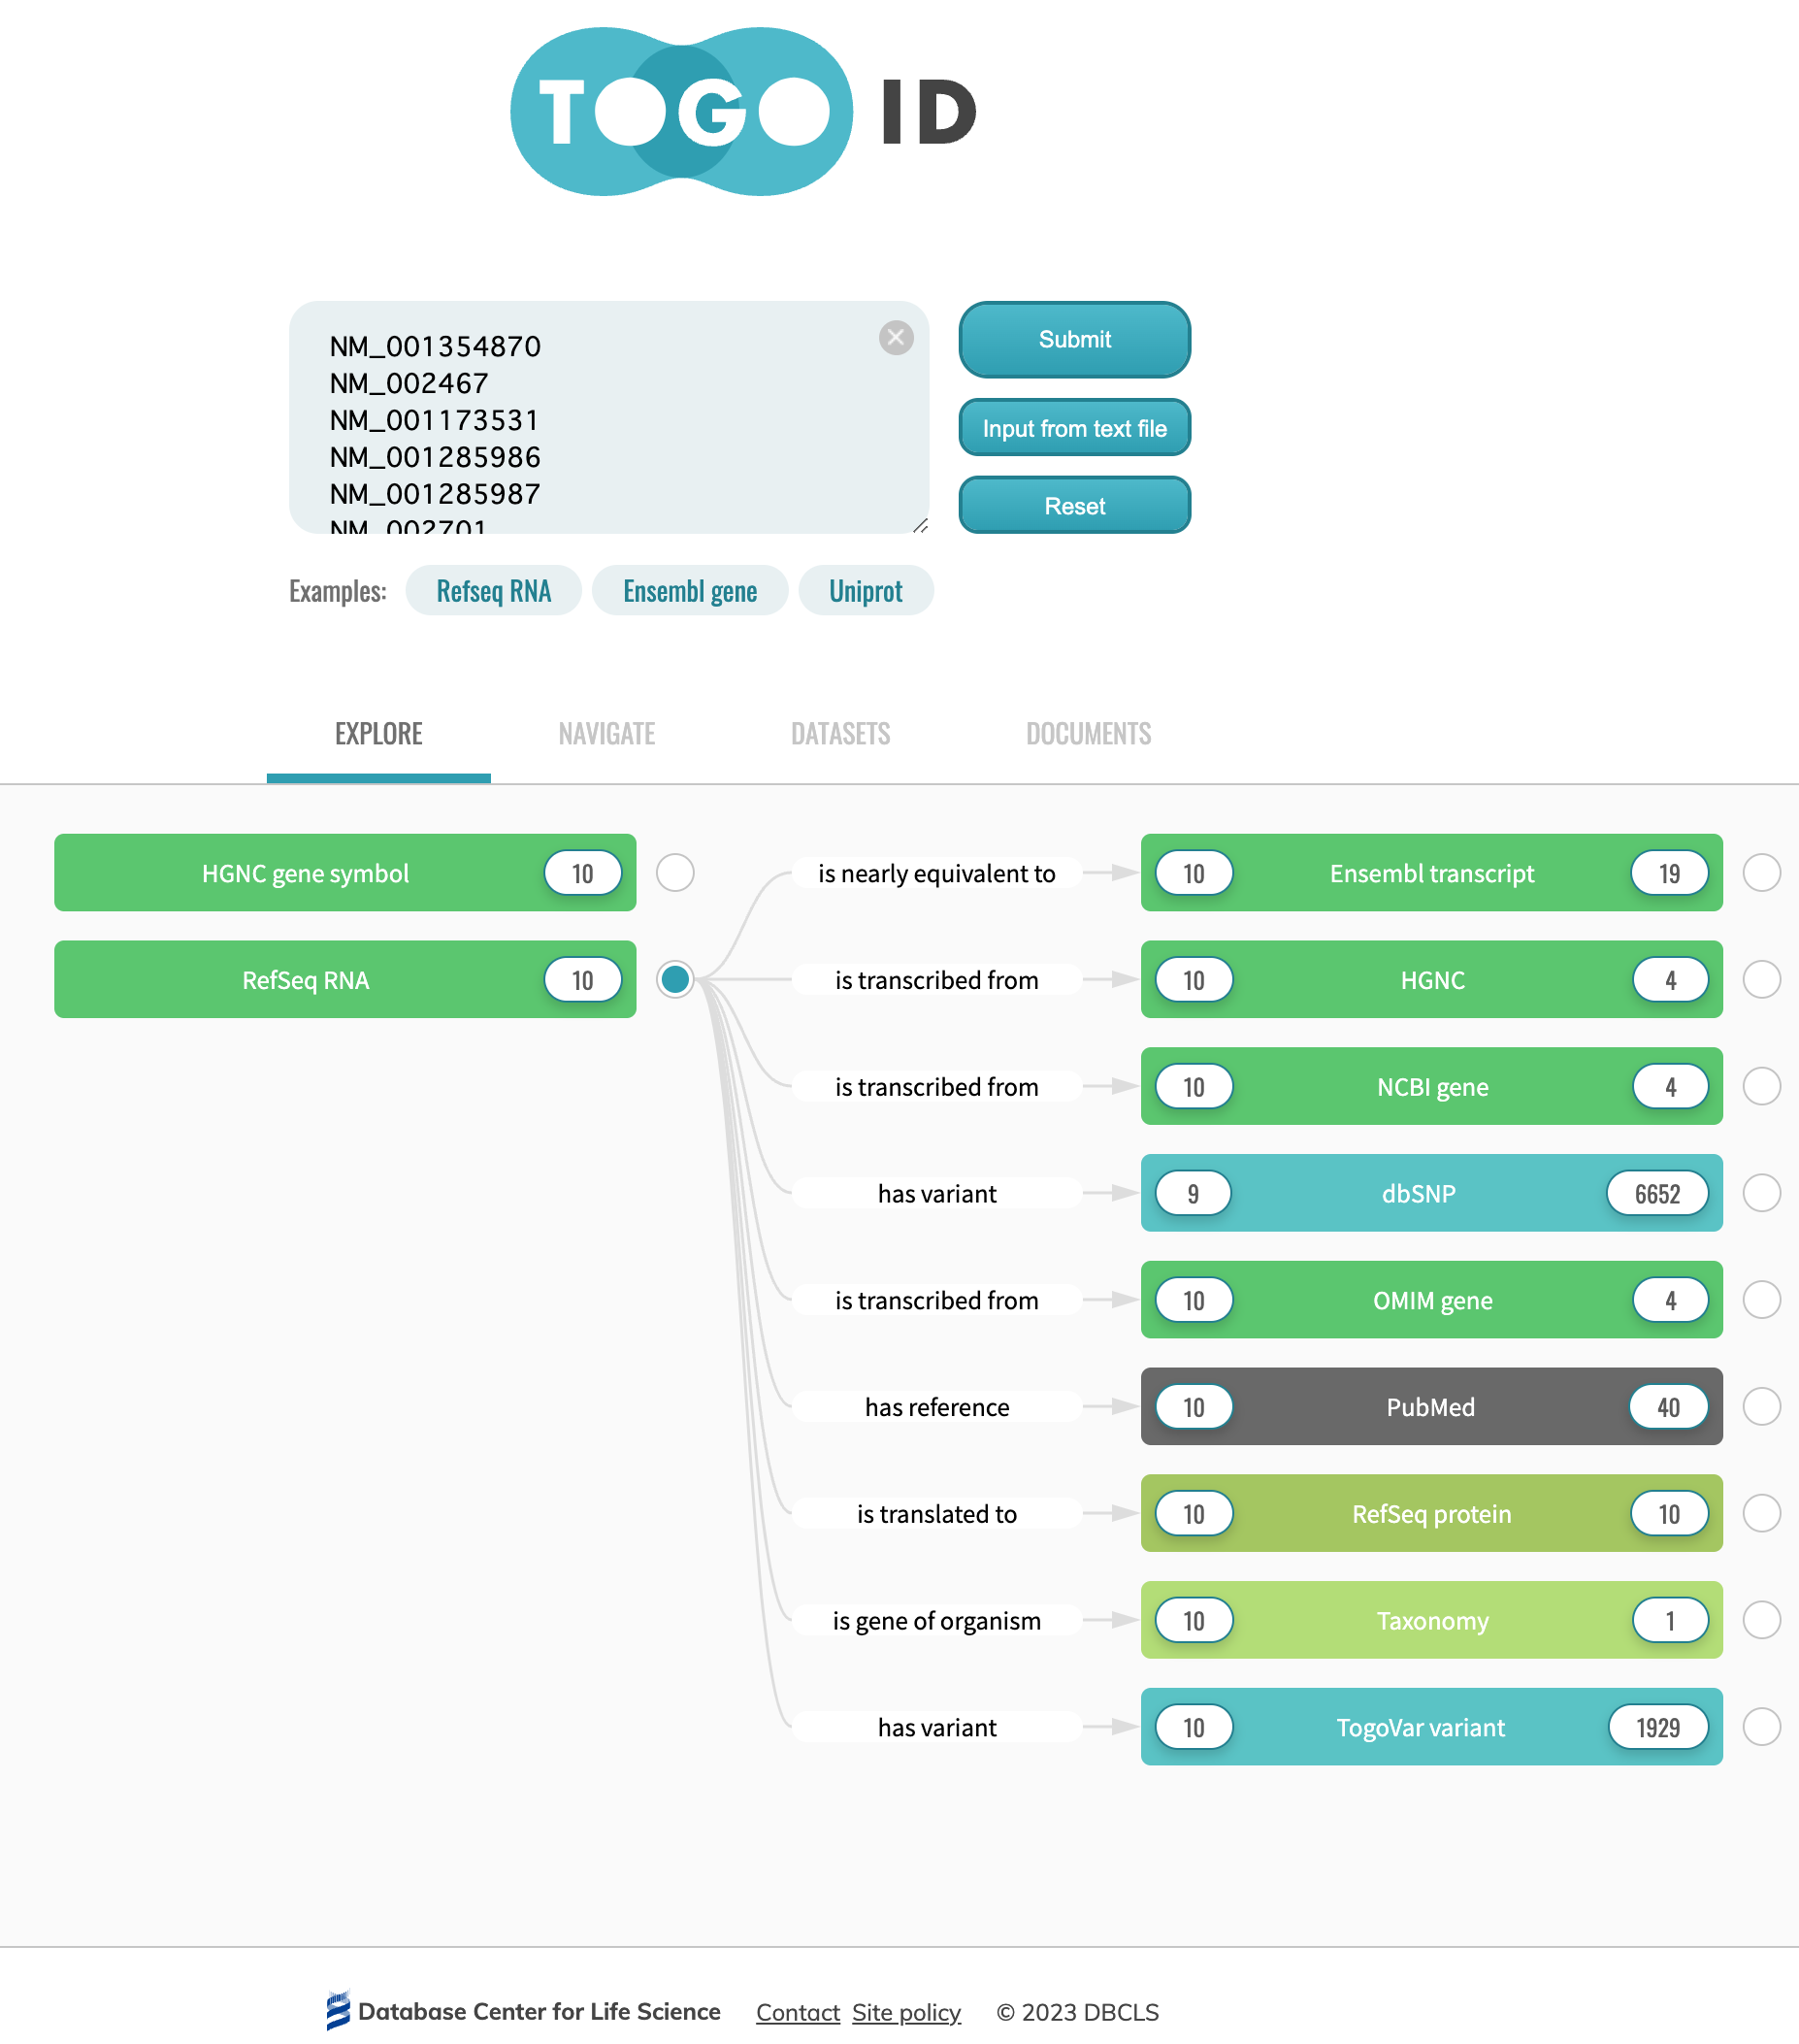 TOGO ID
NM_001354870
NM_002467
NM_001173531
NM_001285986
NM_001285987
NM_002701
Submit
Input from text file
Reset
Examples: Refseq RNA Ensembl gene Uniprot
EXPLORE NAVIGATE DATASETS DOCUMENTS
HGNC gene symbol 10
is nearly equivalent to 10 Ensembl transcript 19
RefSeq RNA 10
is transcribed from 10 HGNC 4
is transcribed from 10 NCBI gene 4
has variant 9 dbSNP 6652
is transcribed from 10 OMIM gene 4
has reference 10 PubMed 40
is translated to 10 RefSeq protein 10
is gene of organism 10 Taxonomy 1
has variant 10 TogoVar variant 1929
Database Center for Life Science Contact Site policy © 2023 DBCLS